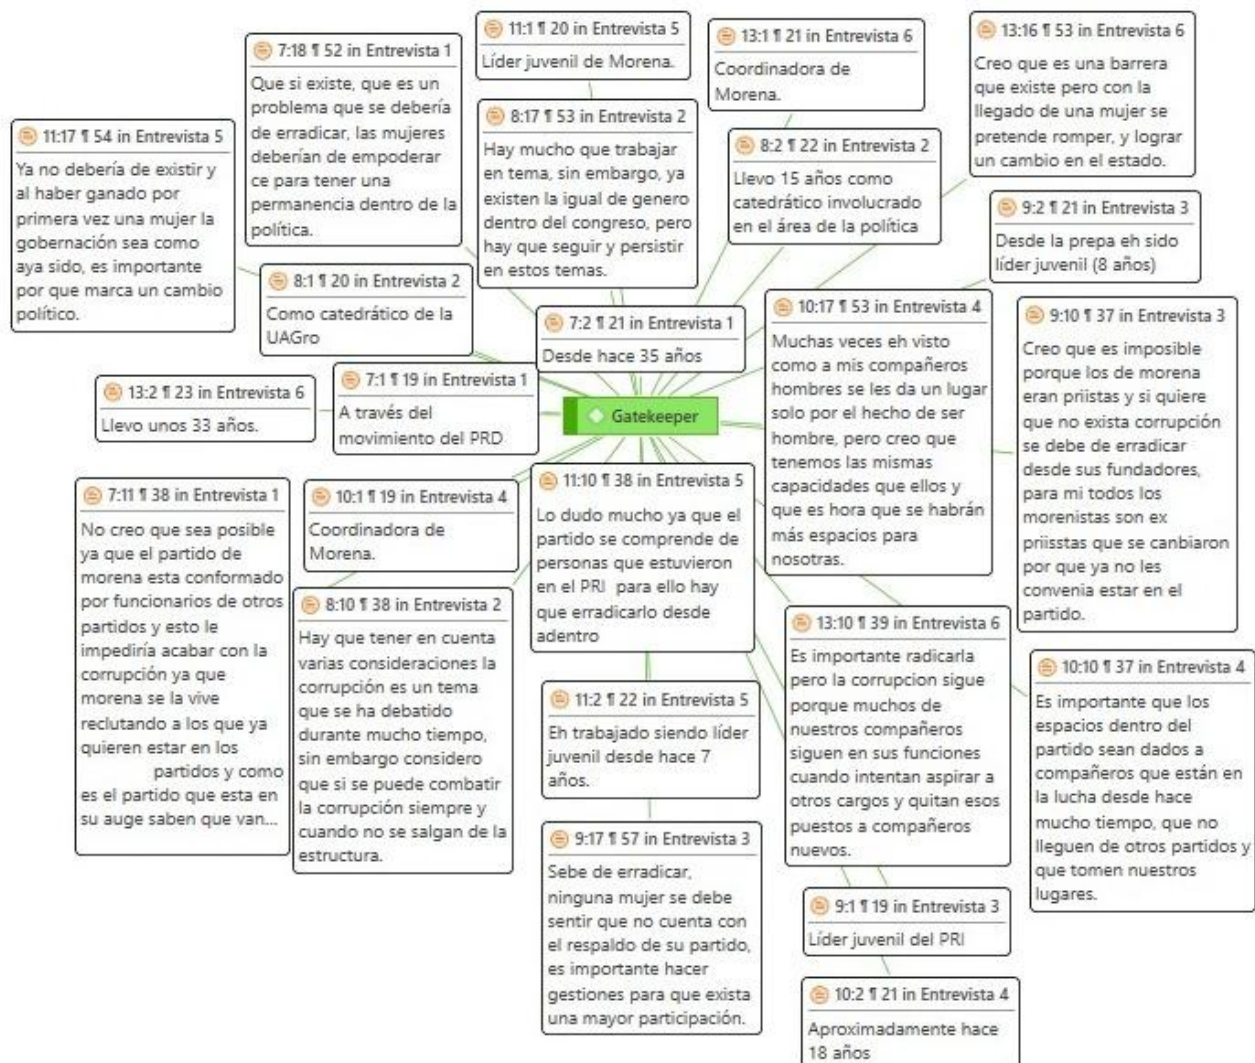 11:1 ¶ 20 in Entrevista 5
Líder juvenil de Morena.
13:1 ¶ 21 in Entrevista 6
Coordinadora de
Morena.
13:16 ¶ 53 in Entrevista 6
Creo que es una barrera
que existe pero con la
llegado de una mujer se
pretende romper, y lograr
un cambio en el estado.
7:18 ¶ 52 in Entrevista 1
Que si existe, que es un
problema que se debería
de erradicar, las mujeres
deberían de empoderar
ce para tener una
permanencia dentro de la
política.
8:17 ¶ 53 in Entrevista 2
Hay mucho que trabajar
en tema, sin embargo, ya
existen la igual de genero
dentro del congreso, pero
hay que seguir y persistir
en estos temas.
11:17 ¶ 54 in Entrevista 5
Ya no debería de existir y
al haber ganado por
primera vez una mujer la
gobernación sea como
aya sido, es importante
por que marca un cambio
político.
8:2 ¶ 22 in Entrevista 2
Llevo 15 años como
catedrático involucrado
en el área de la política
9:2 ¶ 21 in Entrevista 3
Desde la prepa eh sido
líder juvenil (8 años)
8:1 ¶ 20 in Entrevista 2
Como catedrático de la
UAGro
7:2 ¶ 21 in Entrevista 1
Desde hace 35 años
10:17 ¶ 53 in Entrevista 4
Muchas veces eh visto
como a mis compañeros
hombres se les da un lugar
solo por el hecho de ser
hombre, pero creo que
tenemos las mismas
capacidades que ellos y
que es hora que se habrán
más espacios para
nosotras.
9:10 ¶ 37 in Entrevista 3
Creo que es imposible
porque los de morena
eran priistas y si quiere
que no exista corrupción
se debe de erradicar
desde sus fundadores,
para mi todos los
morenistas son ex
priisstas que se canbiaron
por que ya no les
convenia estar en el
partido.
13:2 ¶ 23 in Entrevista 6
Llevo unos 33 años.
7:1 ¶ 19 in Entrevista 1
A través del
movimiento del PRD
Gatekeeper
7:11 ¶ 38 in Entrevista 1
No creo que sea posible
ya que el partido de
morena esta conformado
por funcionarios de otros
partidos y esto le
impediría acabar con la
corrupción ya que
morena se la vive
reclutando a los que ya
quieren estar en los
partidos y como
es el partido que esta en
su auge saben que van...
10:1 ¶ 19 in Entrevista 4
Coordinadora de
Morena.
11:10 ¶ 38 in Entrevista 5
Lo dudo mucho ya que el
partido se comprende de
personas que estuvieron
en el PRI para ello hay
que erradicarlo desde
adentro
8:10 ¶ 38 in Entrevista 2
Hay que tener en cuenta
varias consideraciones la
corrupción es un tema
que se ha debatido
durante mucho tiempo,
sin embargo considero
que si se puede combatir
la corrupción siempre y
cuando no se salgan de la
estructura.
13:10 ¶ 39 in Entrevista 6
Es importante radicarla
pero la corrupcion sigue
porque muchos de
nuestros compañeros
siguen en sus funciones
cuando intentan aspirar a
otros cargos y quitan esos
puestos a compañeros
nuevos.
10:10 ¶ 37 in Entrevista 4
Es importante que los
espacios dentro del
partido sean dados a
compañeros que están en
la lucha desde hace
mucho tiempo, que no
lleguen de otros partidos y
que tomen nuestros
lugares.
11:2 ¶ 22 in Entrevista 5
Eh trabajado siendo líder
juvenil desde hace 7
años.
9:17 ¶ 57 in Entrevista 3
Sebe de erradicar,
ninguna mujer se debe
sentir que no cuenta con
el respaldo de su partido,
es importante hacer
gestiones para que exista
una mayor participación.
9:1 ¶ 19 in Entrevista 3
Líder juvenil del PRI
10:2 ¶ 21 in Entrevista 4
Aproximadamente hace
18 años